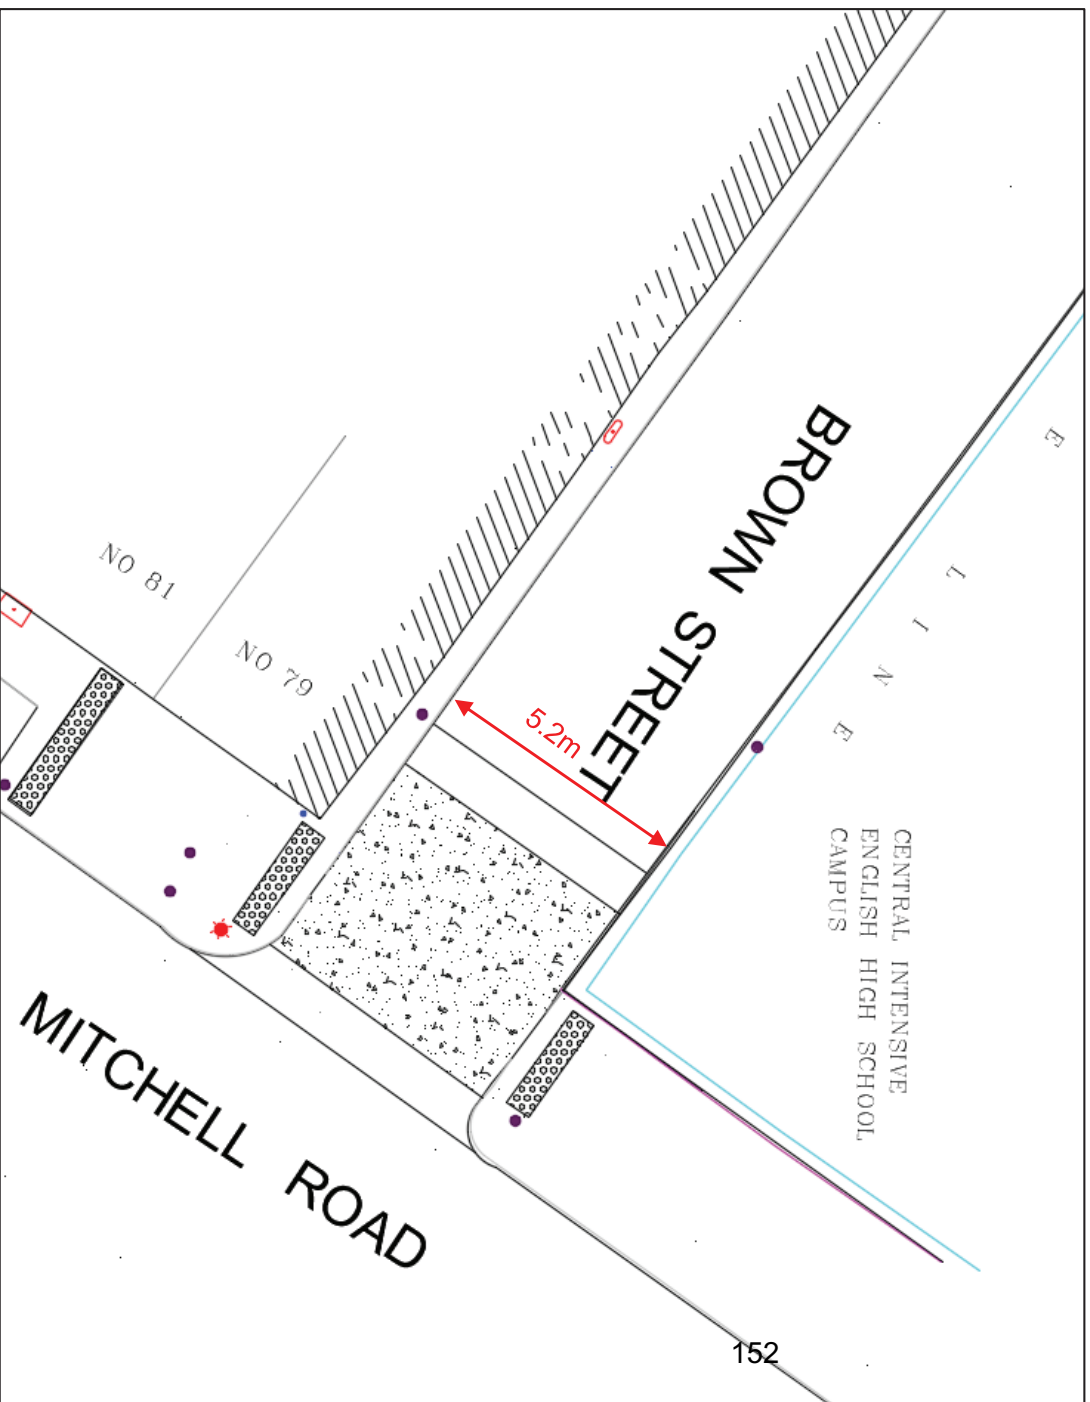 BROWN STREET
5.2m
NO 81
NO 79
E L I N E
CENTRAL INTENSIVE
ENGLISH HIGH SCHOOL
CAMPUS
MITCHELL ROAD
152